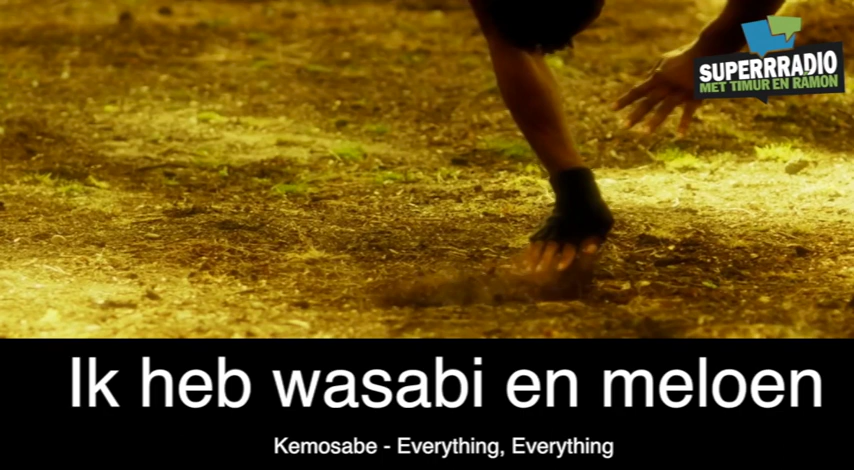 SUPERRRADIO
MET TIMUR EN RAMON
Ik heb wasabi en meloen
Kemosabe - Everything, Everything